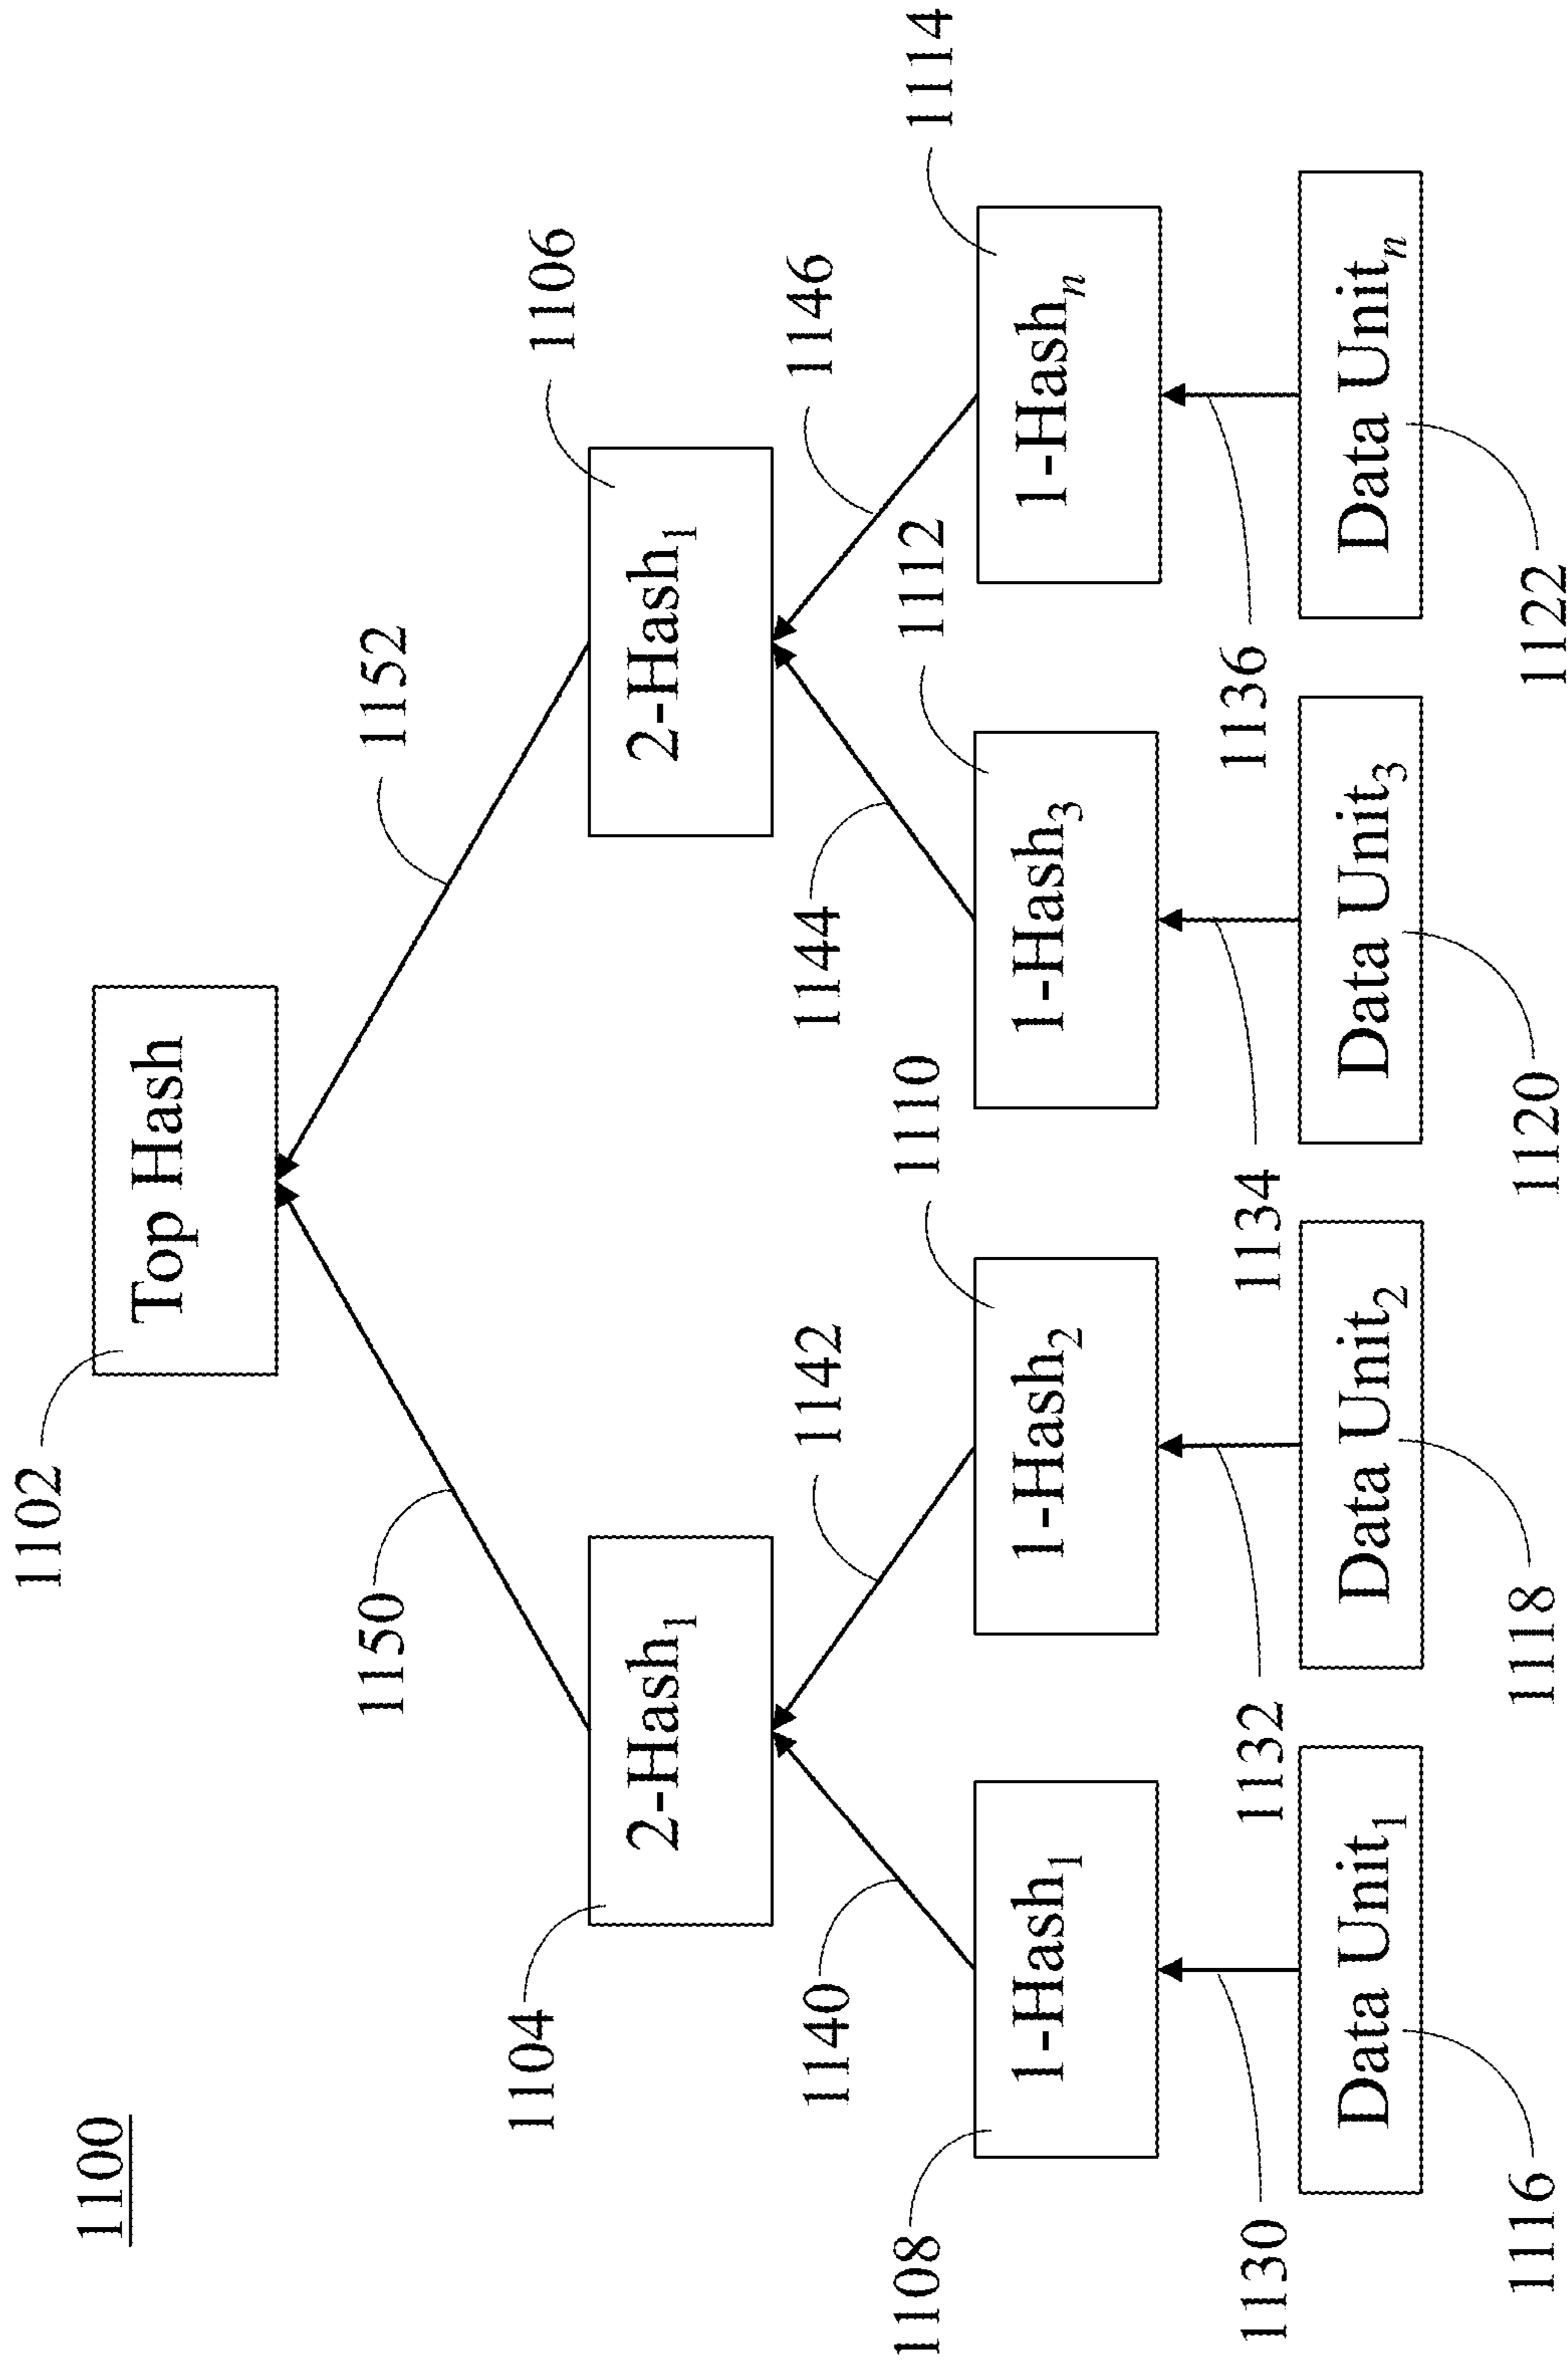 1100
1102
Top Hash
1150
1152
1104
2-Hash₁
2-Hash₁
1106
1140
1142
1144
1146
1108
1-Hash₁
1-Hash₂
1110
1-Hash₃
1112
1-Hashₙ
1114
1130
1132
1134
1136
Data Unit₁
Data Unit₂
Data Unit₃
Data Unitₙ
1116
1118
1120
1122